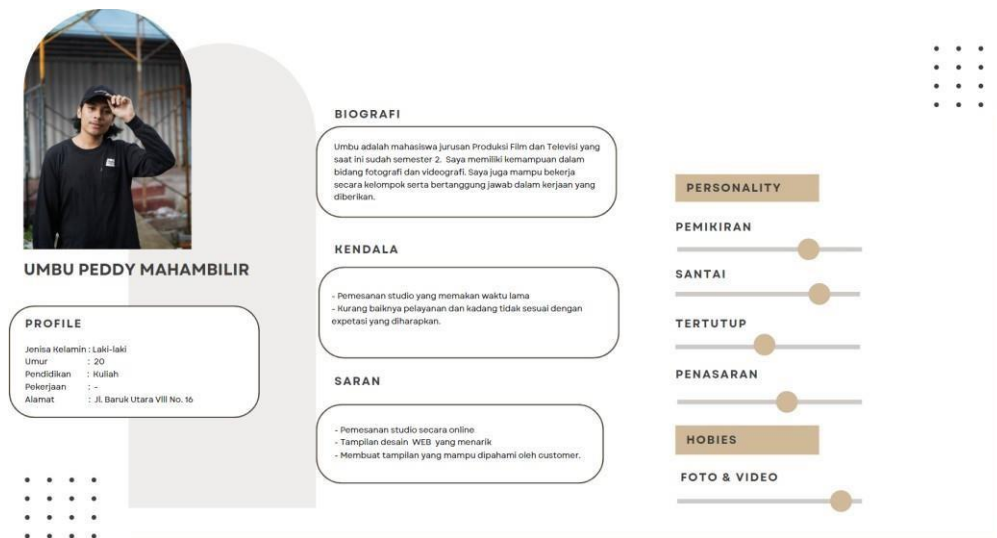 UMBU PEDDY MAHAMBILIR
PROFILE
Jenisa Kelamin : Laki-laki
Umur : 20
Pendidikan : Kuliah
Pekerjaan : -
Alamat : Jl. Baruk Utara VIII No. 16
BIOGRAFI
Umbu adalah mahasiswa jurusan Produksi Film dan Televisi yang
saat ini sudah semester 2. Saya memiliki kemampuan dalam
bidang fotografi dan videografi. Saya juga mampu bekerja
secara kelompok serta bertanggung jawab dalam kerjaan yang
diberikan.
KENDALA
- Pemesanan studio yang memakan waktu lama
- Kurang baiknya pelayanan dan kadang tidak sesuai dengan
expetasi yang diharapkan.
SARAN
- Pemesanan studio secara online
- Tampilan desain WEB yang menarik
- Membuat tampilan yang mampu dipahami oleh customer.
PERSONALITY
PEMIKIRAN
SANTAI
TERTUTUP
PENASARAN
HOBIES
FOTO & VIDEO